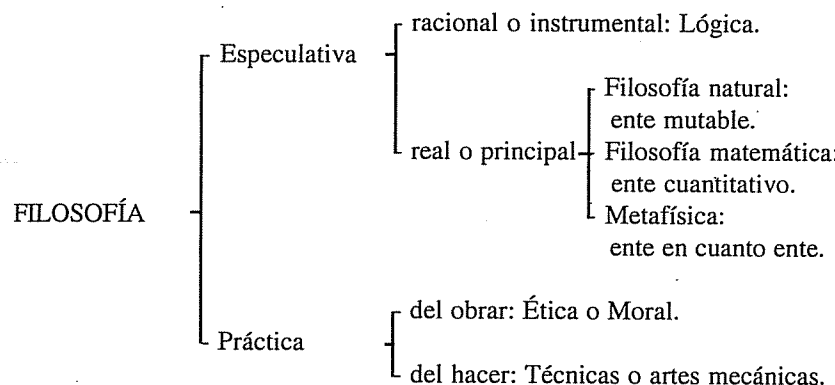 racional o instrumental: Lógica.
Especulativa
Filosofía natural:
ente mutable.
real o principal
Filosofía matemática:
ente cuantitativo.
FILOSOFÍA
Metafísica:
ente en cuanto ente.
del obrar: Ética o Moral.
Práctica
del hacer: Técnicas o artes mecánicas.